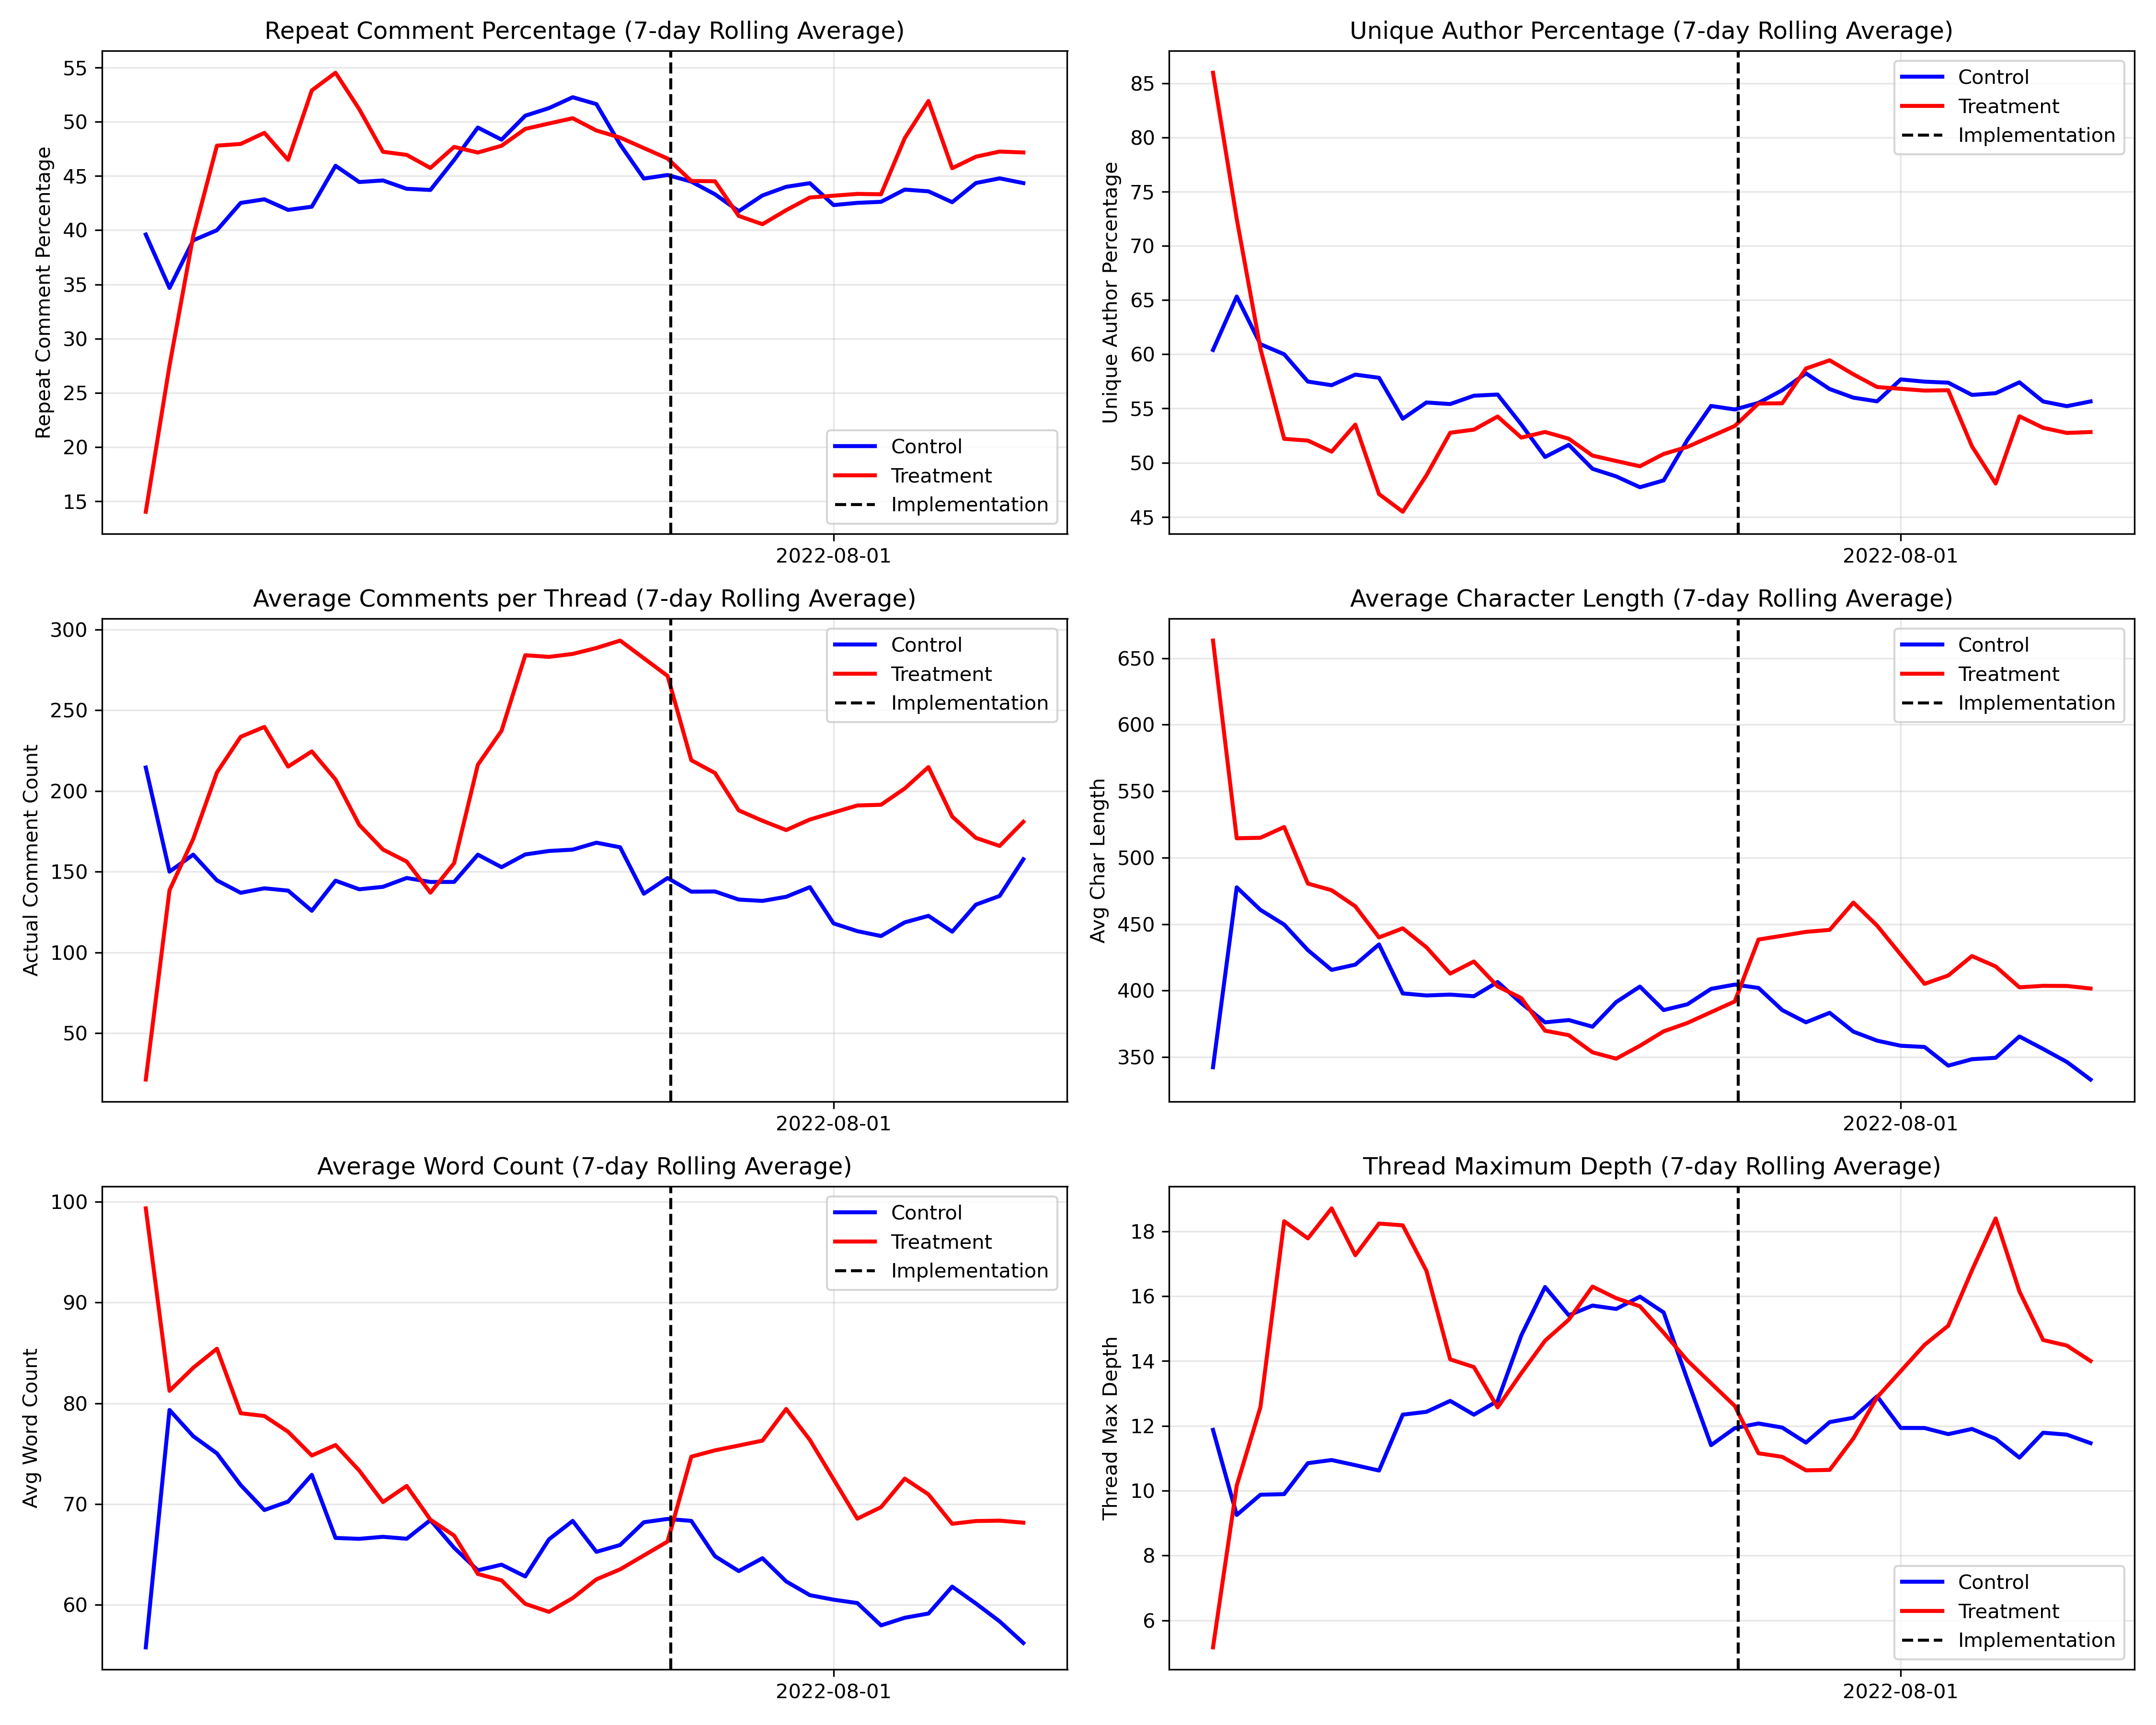 Repeat Comment Percentage (7-day Rolling Average)
Repeat Comment Percentage
55
50
45
40
35
30
25
20
15
Control
Treatment
Implementation
2022-08-01
Unique Author Percentage (7-day Rolling Average)
Unique Author Percentage
85
80
75
70
65
60
55
50
45
Control
Treatment
Implementation
2022-08-01
Average Comments per Thread (7-day Rolling Average)
Actual Comment Count
300
250
200
150
100
50
Control
Treatment
Implementation
2022-08-01
Average Character Length (7-day Rolling Average)
Avg Char Length
650
600
550
500
450
400
350
Control
Treatment
Implementation
2022-08-01
Average Word Count (7-day Rolling Average)
Avg Word Count
100
90
80
70
60
Control
Treatment
Implementation
2022-08-01
Thread Maximum Depth (7-day Rolling Average)
Thread Max Depth
18
16
14
12
10
8
6
Control
Treatment
Implementation
2022-08-01